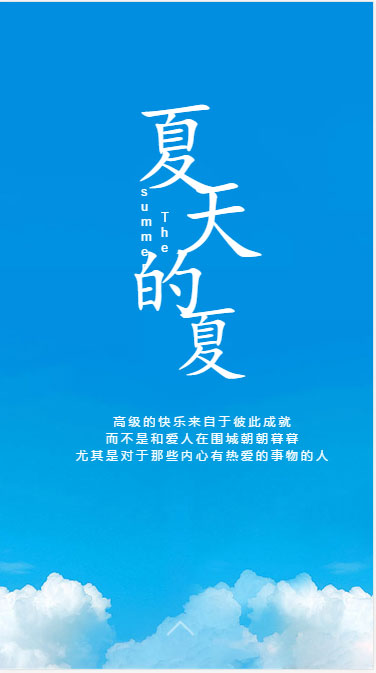 夏天的夏
The
summe
高级的快乐来自于彼此成就
而不是和爱人在围城朝朝暮暮
尤其是对于那些内心有热爱的事物的人